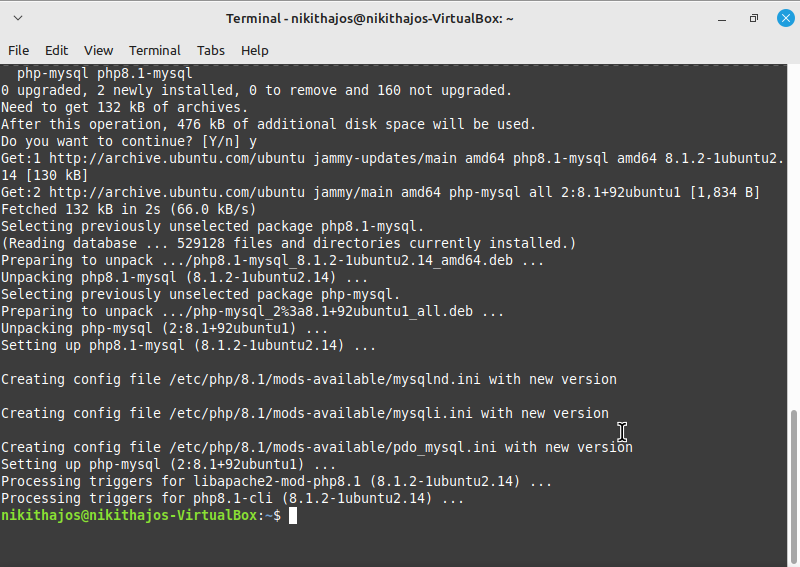 Terminal - nikithajos@nikithajos-VirtualBox: ~
File Edit View Terminal Tabs Help
php-mysql php8.1-mysql
0 upgraded, 2 newly installed, 0 to remove and 160 not upgraded.
Need to get 132 kB of archives.
After this operation, 476 kB of additional disk space will be used.
Do you want to continue? [Y/n] y
Get:1 http://archive.ubuntu.com/ubuntu jammy-updates/main amd64 php8.1-mysql amd64 8.1.2-1ubuntu2.
14 [130 kB]
Get:2 http://archive.ubuntu.com/ubuntu jammy/main amd64 php-mysql all 2:8.1+92ubuntu1 [1,834 B]
Fetched 132 kB in 2s (66.0 kB/s)
Selecting previously unselected package php8.1-mysql.
(Reading database ... 529128 files and directories currently installed.)
Preparing to unpack .../php8.1-mysql_8.1.2-1ubuntu2.14_amd64.deb ...
Unpacking php8.1-mysql (8.1.2-1ubuntu2.14) ...
Selecting previously unselected package php-mysql.
Preparing to unpack .../php-mysql_2%3a8.1+92ubuntu1_all.deb ...
Unpacking php-mysql (2:8.1+92ubuntu1) ...
Setting up php8.1-mysql (8.1.2-1ubuntu2.14) ...
Creating config file /etc/php/8.1/mods-available/mysqlnd.ini with new version
Creating config file /etc/php/8.1/mods-available/mysqli.ini with new version
Creating config file /etc/php/8.1/mods-available/pdo_mysql.ini with new version
Setting up php-mysql (2:8.1+92ubuntu1) ...
Processing triggers for libapache2-mod-php8.1 (8.1.2-1ubuntu2.14) ...
Processing triggers for php8.1-cli (8.1.2-1ubuntu2.14) ...
nikithajos@nikithajos-VirtualBox:~$